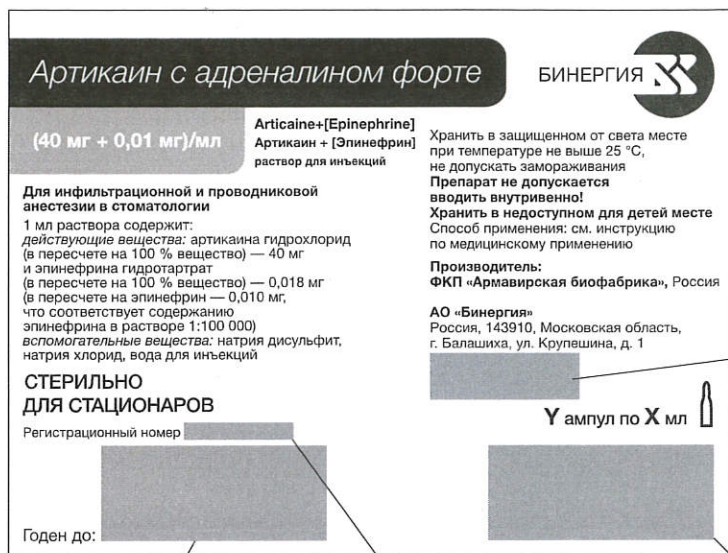 Артикаин с адреналином форте
БИНЕРГИЯ
(40 мг + 0,01 мг)/мл
Articaine+[Epinephrine]
Артикаин + [Эпинефрин]
раствор для инъекций
Для инфильтрационной и проводниковой
анестезии в стоматологии
1 мл раствора содержит:
действующие вещества: артикаина гидрохлорид
(в пересчете на 100 % вещество) — 40 мг
и эпинефрина гидротартрат
(в пересчете на 100 % вещество) — 0,018 мг
(в пересчете на эпинефрин — 0,010 мг,
что соответствует содержанию
эпинефрина в растворе 1:100 000)
вспомогательные вещества: натрия дисульфит,
натрия хлорид, вода для инъекций
СТЕРИЛЬНО
ДЛЯ СТАЦИОНАРОВ
Регистрационный номер
Годен до:
Хранить в защищенном от света месте
при температуре не выше 25 °C,
не допускать замораживания
Препарат не допускается
вводить внутривенно!
Хранить в недоступном для детей месте
Способ применения: см. инструкцию
по медицинскому применению
Производитель:
ФКП «Армавирская биофабрика», Россия
АО «Бинергия»
Россия, 143910, Московская область,
г. Балашиха, ул. Крупешина, д. 1
Y ампул по X мл